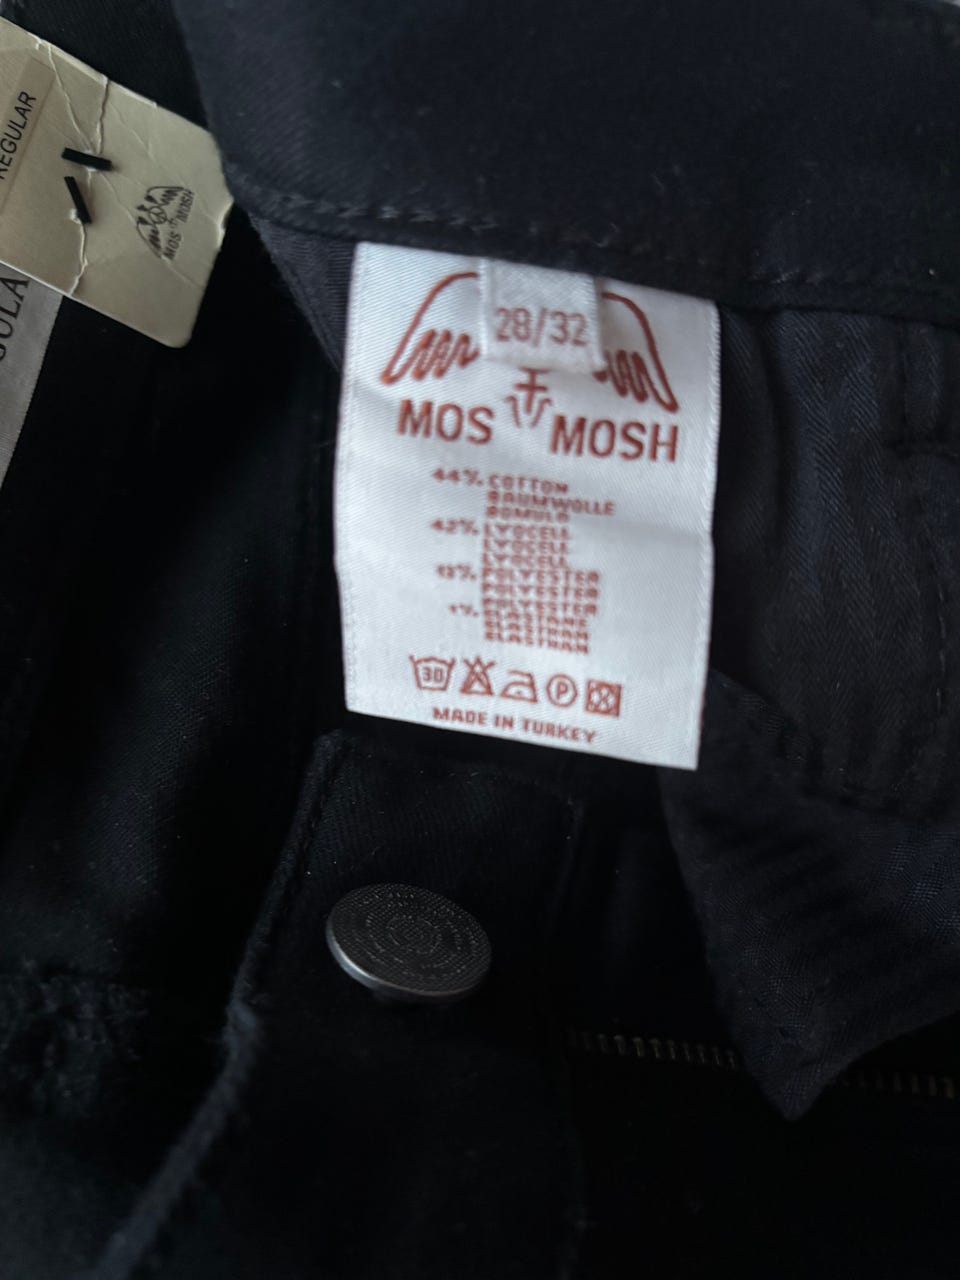 REGULAR
MOS MOSH
28/32
MOS MOSH
44% COTTON
BAUMWOLLE
BOMULD
42% LYOCELL
LYOCELL
LYOCELL
13% POLYESTER
POLYESTER
POLYESTER
1% ELASTANE
ELASTHAN
ELASTHAN
30
P
MADE IN TURKEY